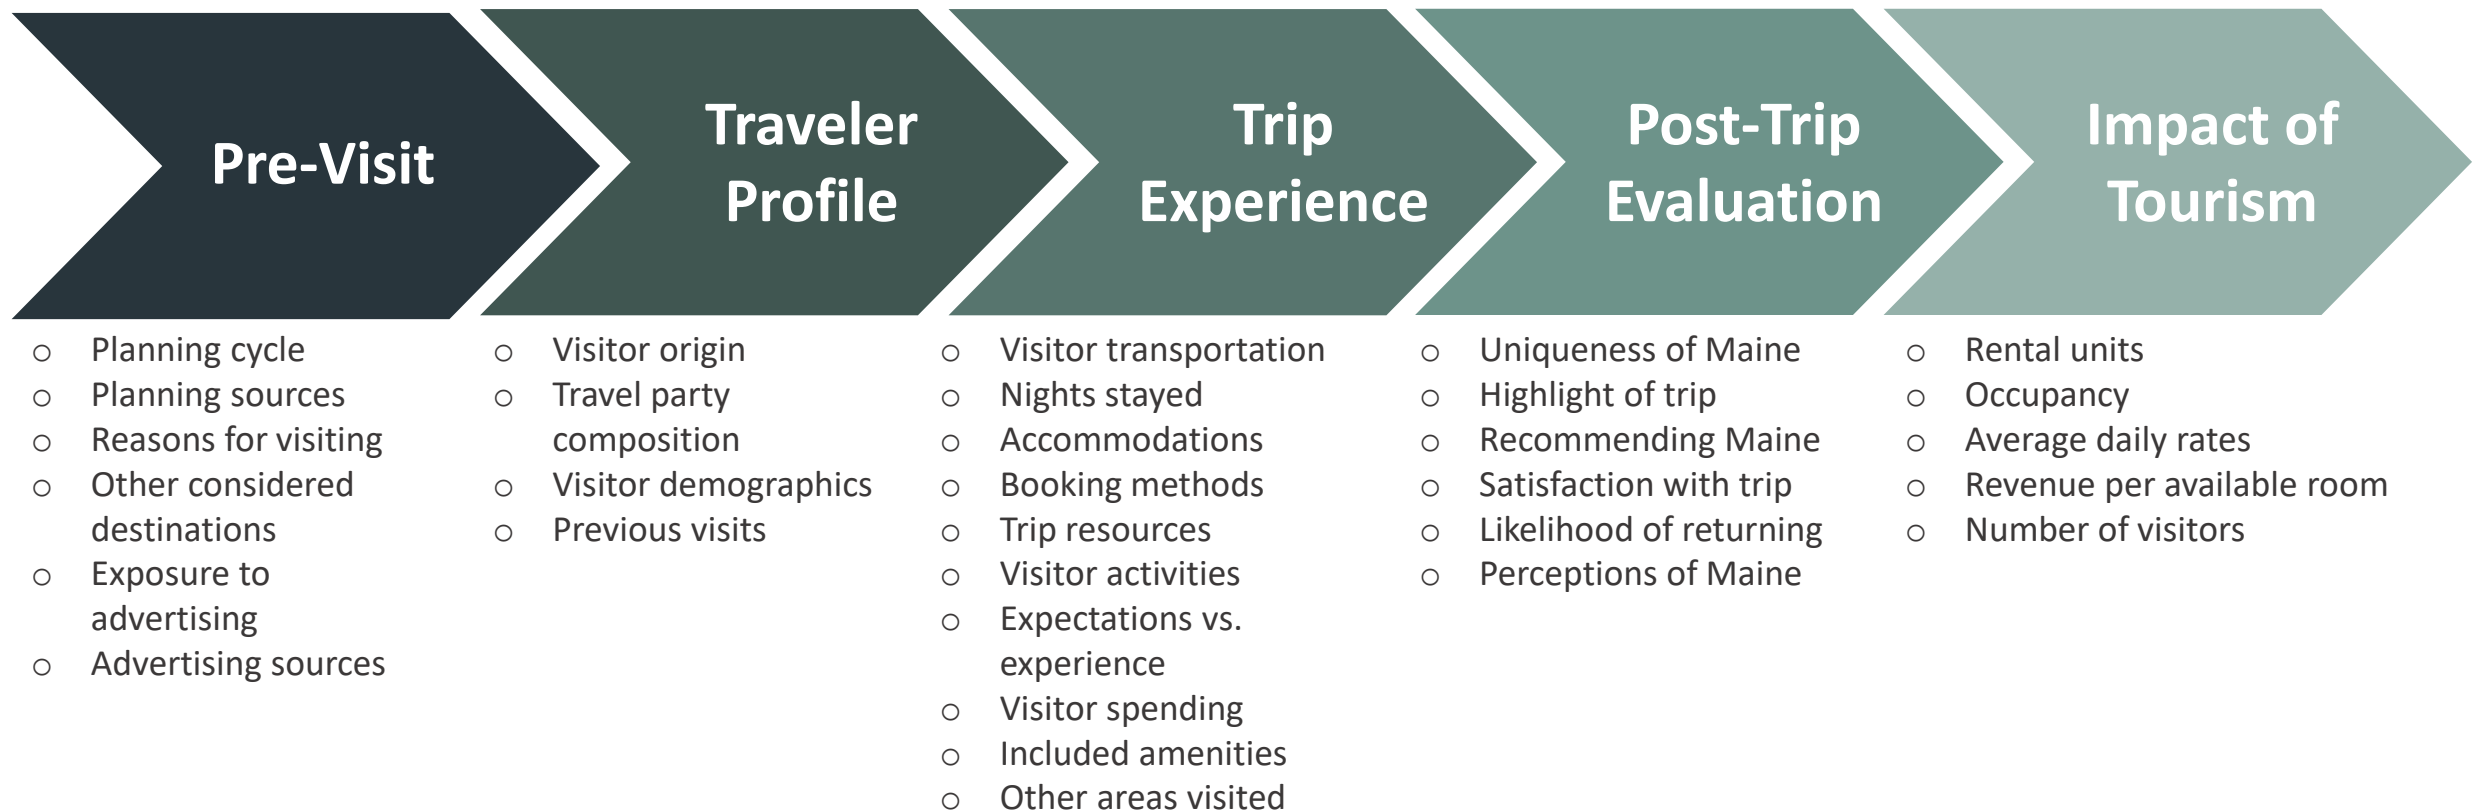 Pre-Visit
Traveler
Profile
Trip
Experience
Post-Trip
Evaluation
Impact of
Tourism
○ Planning cycle
○ Planning sources
○ Reasons for visiting
○ Other considered
destinations
○ Exposure to
advertising
○ Advertising sources
○ Visitor origin
○ Travel party
composition
○ Visitor demographics
○ Previous visits
○ Visitor transportation
○ Nights stayed
○ Accommodations
○ Booking methods
○ Trip resources
○ Visitor activities
○ Expectations vs.
experience
○ Visitor spending
○ Included amenities
○ Other areas visited
○ Uniqueness of Maine
○ Highlight of trip
○ Recommending Maine
○ Satisfaction with trip
○ Likelihood of returning
○ Perceptions of Maine
○ Rental units
○ Occupancy
○ Average daily rates
○ Revenue per available room
○ Number of visitors